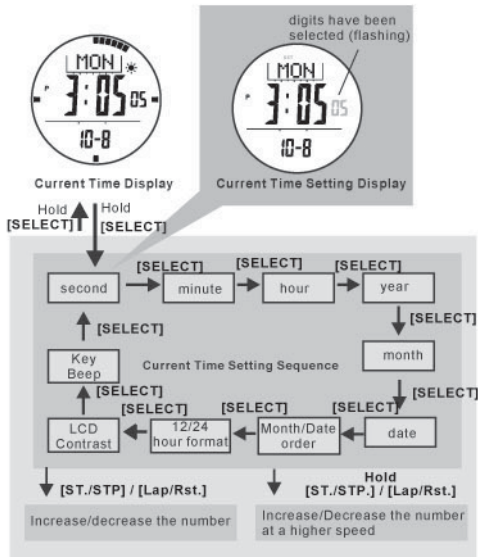 digits have been
selected (flashing)
MON
P
3:05 05
10-8
MON
P
3:05 05
10-8
Current Time Display
Current Time Setting Display
Hold
[SELECT]
Hold
[SELECT]
[SELECT]
[SELECT]
[SELECT]
second
minute
hour
year
[SELECT]
[SELECT]
month
Key
Beep
Current Time Setting Sequence
[SELECT]
[SELECT]
[SELECT]
[SELECT]
[SELECT]
LCD
Contrast
12/24
hour format
Month/Date
order
date
[ST./STP] / [Lap/Rst.]
Hold
[ST./STP.] / [Lap/Rst.]
Increase/decrease the number
Increase/Decrease the number
at a higher speed